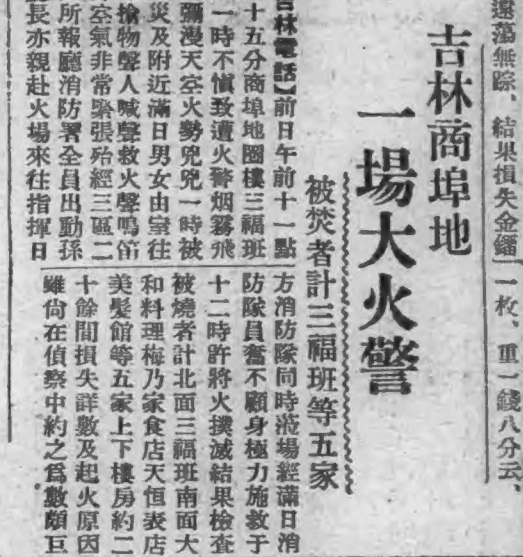 遠蕩無踪、結果損失金鎦
一枚、重一錢八分云、
吉林商埠地
一場大火警
被焚者計三福班等五家
吉林電話】前日午前十一點
十五分商埠地圈樓三福班
一時不慎致遭火警烟霧飛
彌漫天空火勢兇兇一時被
災及附近滿日男女由室往
搶物聲人喊聲救火聲鳴笛
空氣非常緊張殆經三區二
所報廳消防署全員出動孫
長亦親赴火場來往指揮日
方消防隊同時蒞場經滿日消
防隊員奮不顧身極力施救于
十二時許將火撲滅結果檢查
被燒者計北面三福班南面大
和料理梅乃家食店天恒表店
美髮館等五家上下樓房約二
十餘間損失詳數及起火原因
雖尙在偵察中約之爲數頗巨